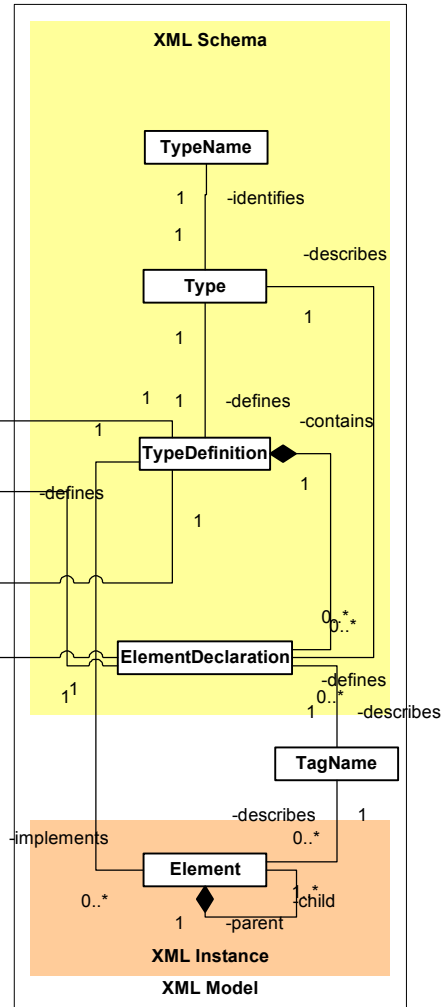 XML Schema
TypeName
1
-identifies
1
-describes
Type
1
1
1
1
-defines
-contains
1
TypeDefinition
1
-defines
1
0..*
0..*
ElementDeclaration
-defines
1
1
0..*
1
-describes
TagName
-describes
1
-implements
0..*
Element
0..*
1..*
-child
1
-parent
XML Instance
XML Model